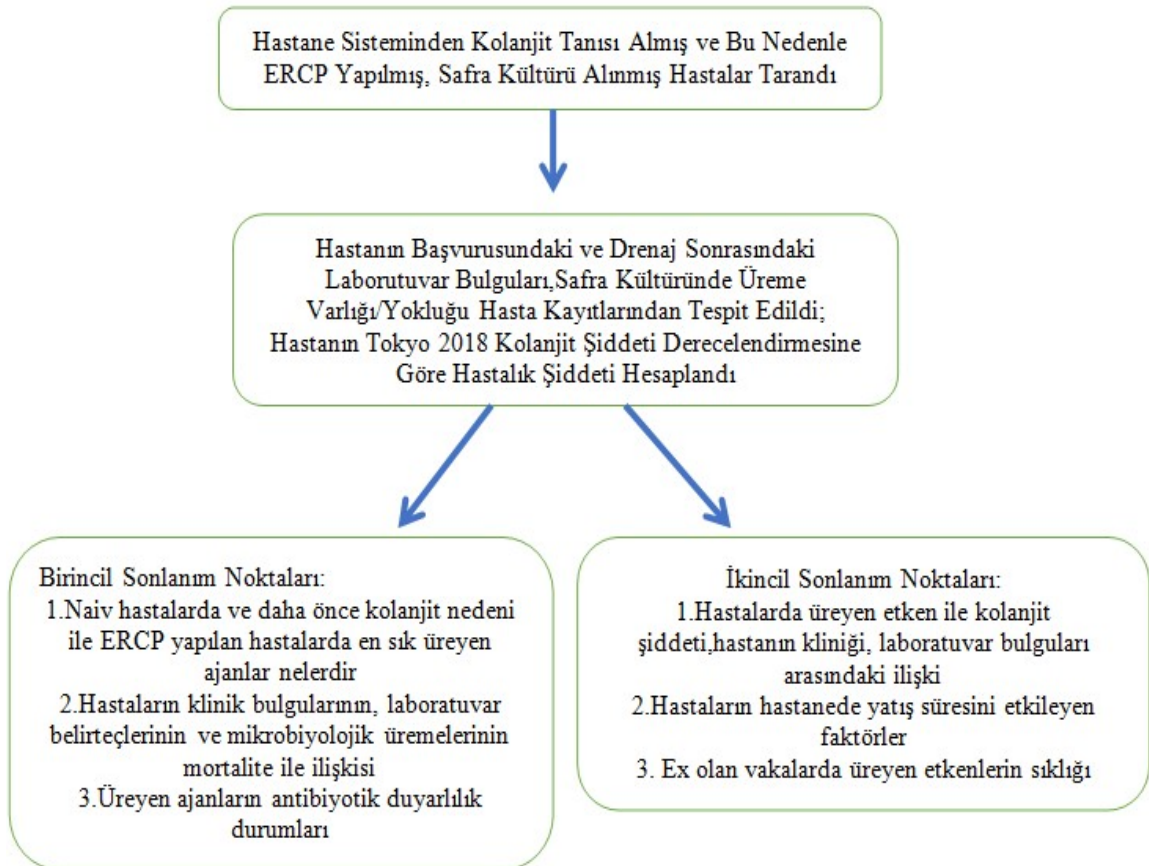 Hastane Sisteminden Kolanjit Tanısı Almış ve Bu Nedenle
ERCP Yapılmış, Safra Kültürü Alınmış Hastalar Tarandı
Hastanın Başvurusundaki ve Drenaj Sonrasındaki
Laborutuvar Bulguları,Safra Kültüründe Üreme
Varlığı/Yokluğu Hasta Kayıtlarından Tespit Edildi;
Hastanın Tokyo 2018 Kolanjit Şiddeti Derecelendirmesine
Göre Hastalık Şiddeti Hesaplandı
Birincil Sonlanım Noktaları:
1.Naiv hastalarda ve daha önce kolanjit nedeni
ile ERCP yapılan hastalarda en sık üreyen
ajanlar nelerdir
2.Hastaların klinik bulgularının, laboratuvar
belirteçlerinin ve mikrobiyolojik üremelerinin
mortalite ile ilişkisi
3.Üreyen ajanların antibiyotik duyarlılık
durumları
İkincil Sonlanım Noktaları:
1.Hastalarda üreyen etken ile kolanjit
şiddeti,hastanın kliniği, laboratuvar bulguları
arasındaki ilişki
2.Hastaların hastanede yatış süresini etkileyen
faktörler
3. Ex olan vakalarda üreyen etkenlerin sıklığı